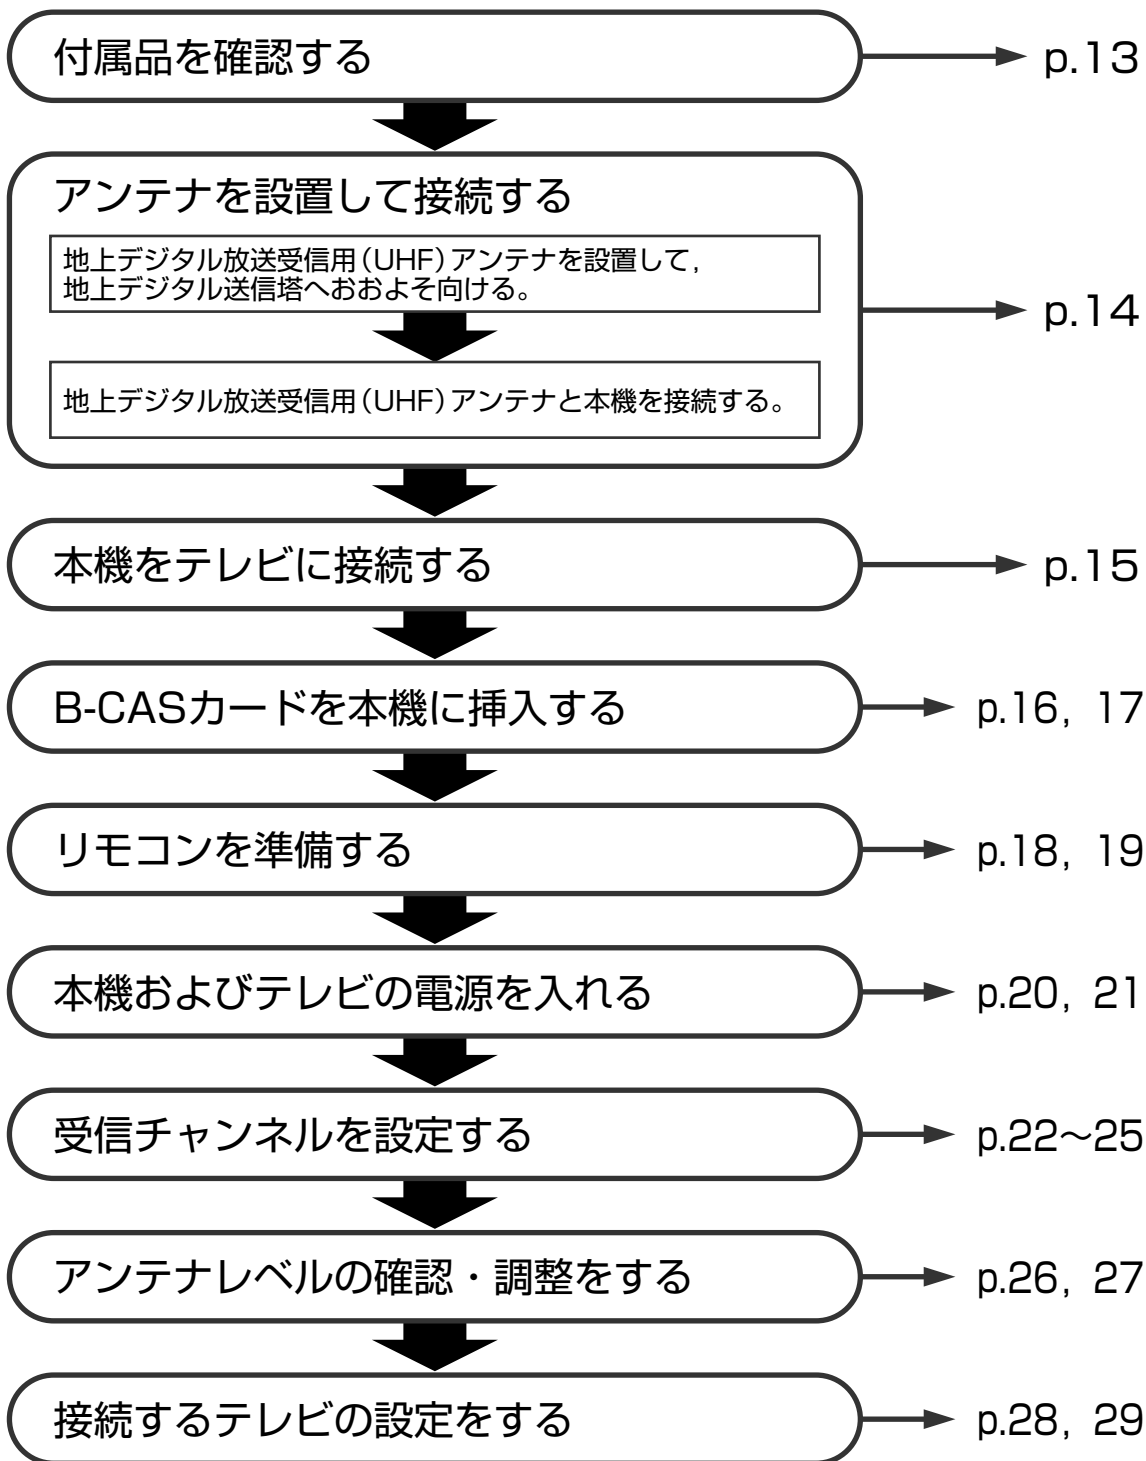 付属品を確認する
p.13
アンテナを設置して接続する
地上デジタル放送受信用(UHF)アンテナを設置して,
地上デジタル送信塔へおおよそ向ける。
p.14
地上デジタル放送受信用(UHF)アンテナと本機を接続する。
本機をテレビに接続する
p.15
B-CASカードを本機に挿入する
p.16, 17
リモコンを準備する
p.18, 19
本機およびテレビの電源を入れる
p.20, 21
受信チャンネルを設定する
p.22〜25
アンテナレベルの確認・調整をする
p.26, 27
接続するテレビの設定をする
p.28, 29